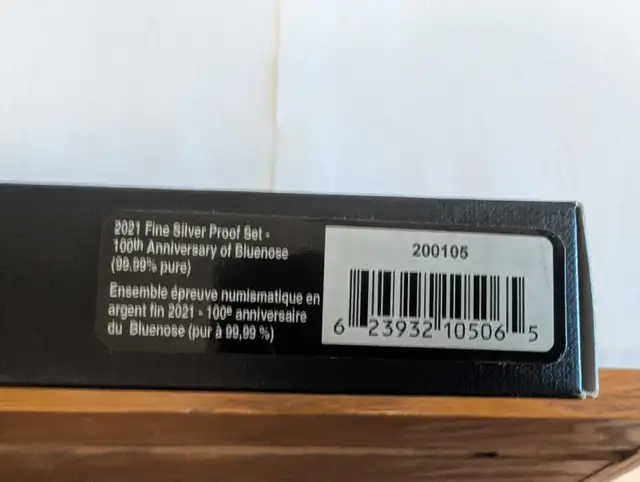 2021 Fine Silver Proof Set -
100th Anniversary of Bluenose
(99.99% pure)
Ensemble épreuve numismatique en
argent fin 2021 - 100e anniversaire
du Bluenose (pur à 99,99 %)
200105
6 23932 10506 5